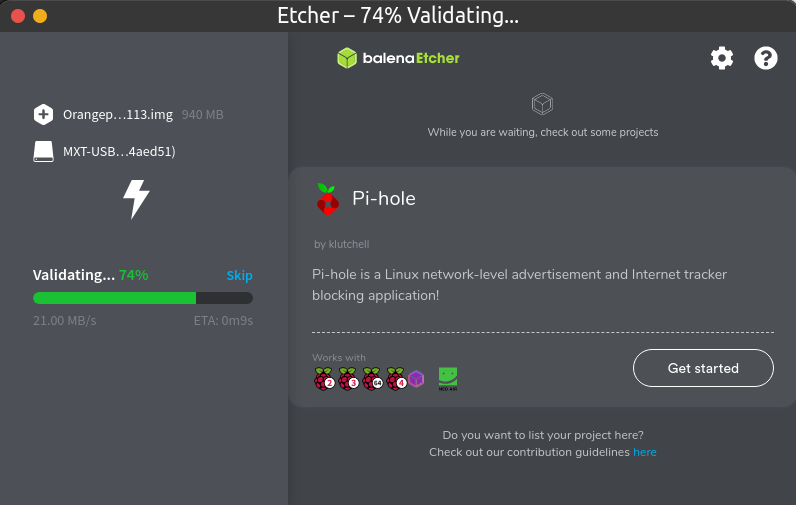 Etcher – 74% Validating...
balenaEtcher
Orangep...113.img 940 MB
MXT-USB...4aed51)
While you are waiting, check out some projects
Pi-hole
by klutchell
Validating... 74% Skip
Pi-hole is a Linux network-level advertisement and Internet tracker
blocking application!
21.00 MB/s ETA: 0m9s
Works with
2 3 64 4
Get started
Do you want to list your project here?
Check out our contribution guidelines here